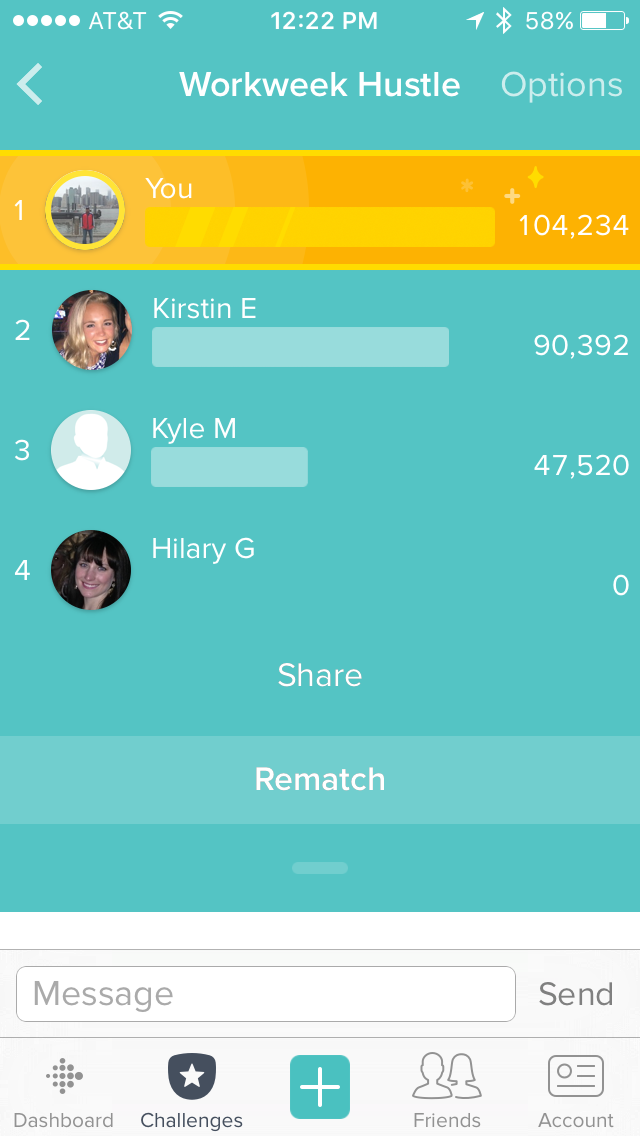 AT&T 12:22 PM 58%
Workweek Hustle Options
1 You 104,234
2 Kirstin E 90,392
3 Kyle M 47,520
4 Hilary G 0
Share
Rematch
Message Send
Dashboard Challenges Friends Account